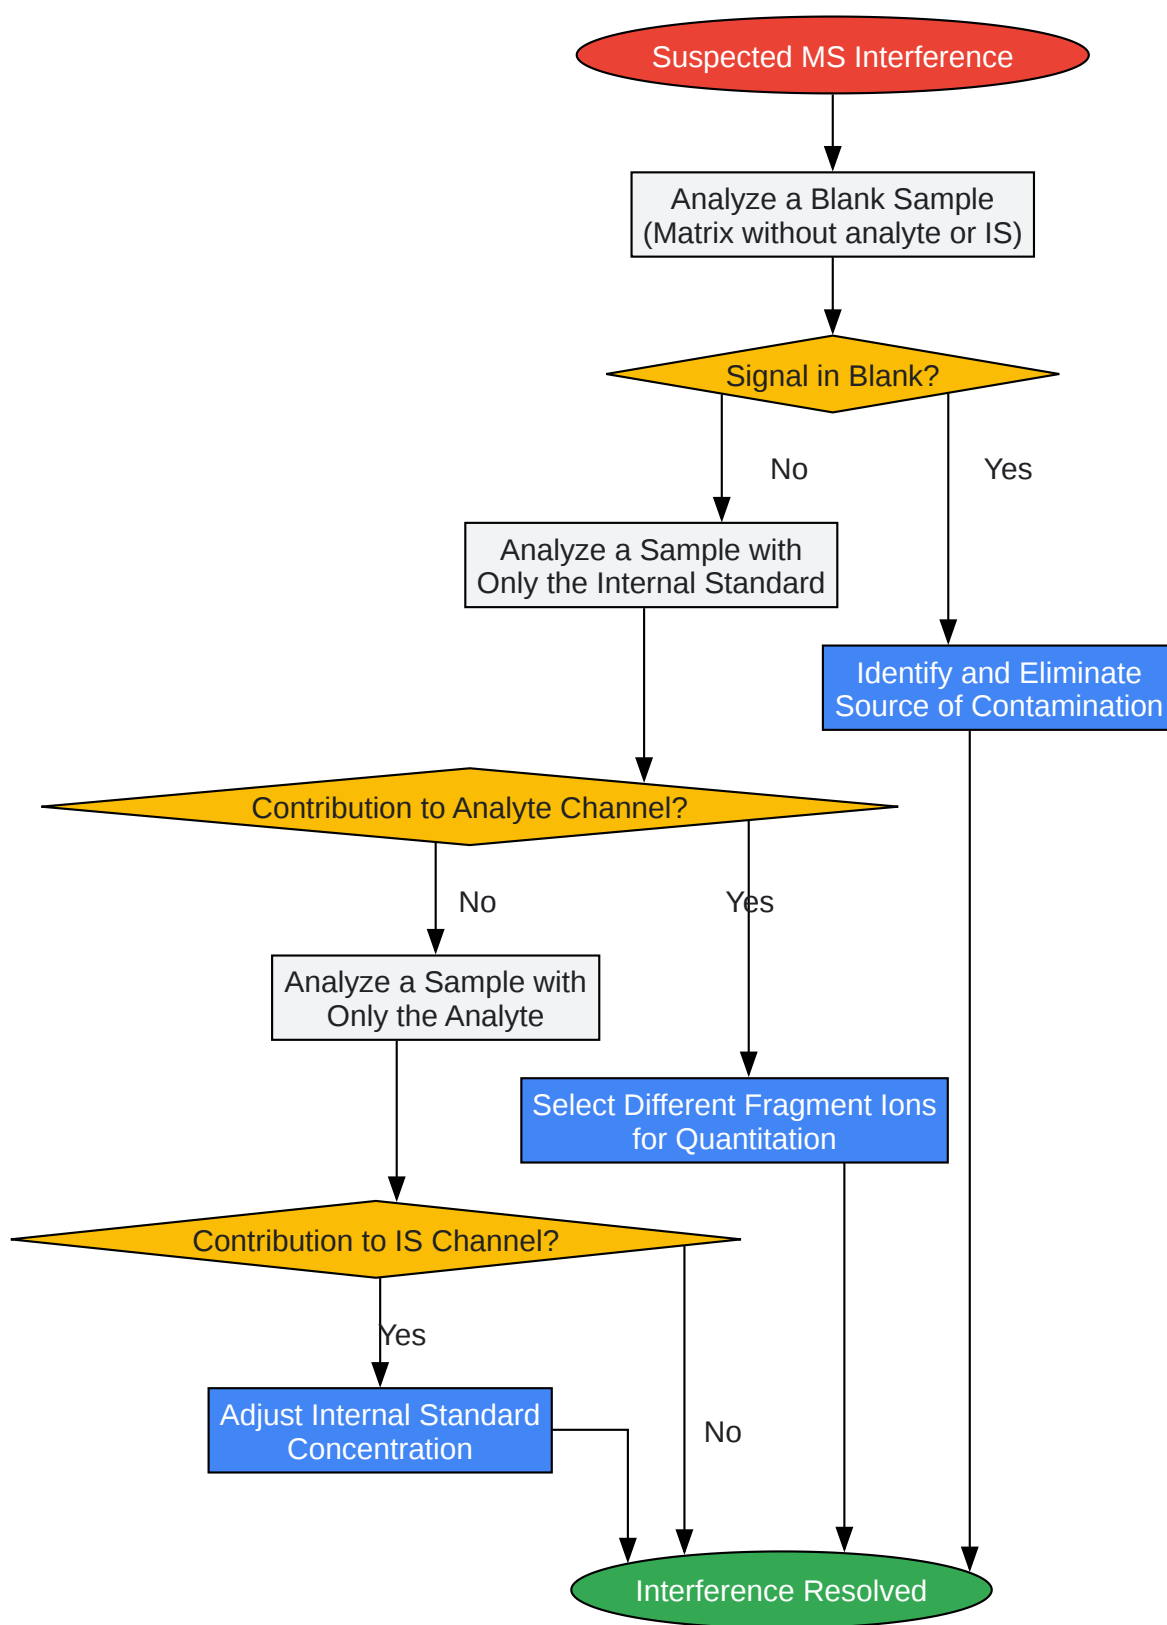 Suspected MS Interference
Analyze a Blank Sample
(Matrix without analyte or IS)
Signal in Blank?
No
Yes
Analyze a Sample with
Only the Internal Standard
Identify and Eliminate
Source of Contamination
Contribution to Analyte Channel?
No
Yes
Analyze a Sample with
Only the Analyte
Select Different Fragment Ions
for Quantitation
Contribution to IS Channel?
Yes
Adjust Internal Standard
Concentration
No
Interference Resolved